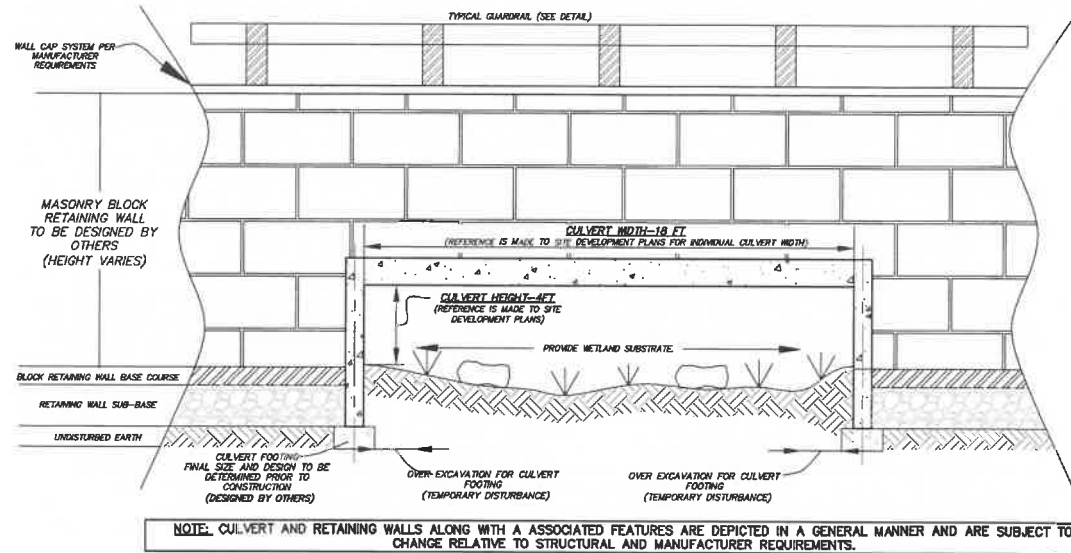 TYPICAL GUARDRAIL (SEE DETAIL)
WALL CAP SYSTEM PER
MANUFACTURER
REQUIREMENTS
MASONRY BLOCK
RETAINING WALL
TO BE DESIGNED BY
OTHERS
(HEIGHT VARIES)
CULVERT WIDTH-18 FT
(REFERENCE IS MADE TO SITE DEVELOPMENT PLANS FOR INDIVIDUAL CULVERT WIDTH)
CULVERT HEIGHT-4FT
(REFERENCE IS MADE TO SITE
DEVELOPMENT PLANS)
PROVIDE WETLAND SUBSTRATE.
BLOCK RETAINING WALL BASE COURSE
RETAINING WALL SUB-BASE
UNDISTURBED EARTH
CULVERT FOOTING
FINAL SIZE AND DESIGN TO BE
DETERMINED PRIOR TO
CONSTRUCTION
(DESIGNED BY OTHERS)
OVER-EXCAVATION FOR CULVERT
FOOTING
(TEMPORARY DISTURBANCE)
OVER EXCAVATION FOR CULVERT
FOOTING
(TEMPORARY DISTURBANCE)
NOTE: CULVERT AND RETAINING WALLS ALONG WITH A ASSOCIATED FEATURES ARE DEPICTED IN A GENERAL MANNER AND ARE SUBJECT TO
CHANGE RELATIVE TO STRUCTURAL AND MANUFACTURER REQUIREMENTS.